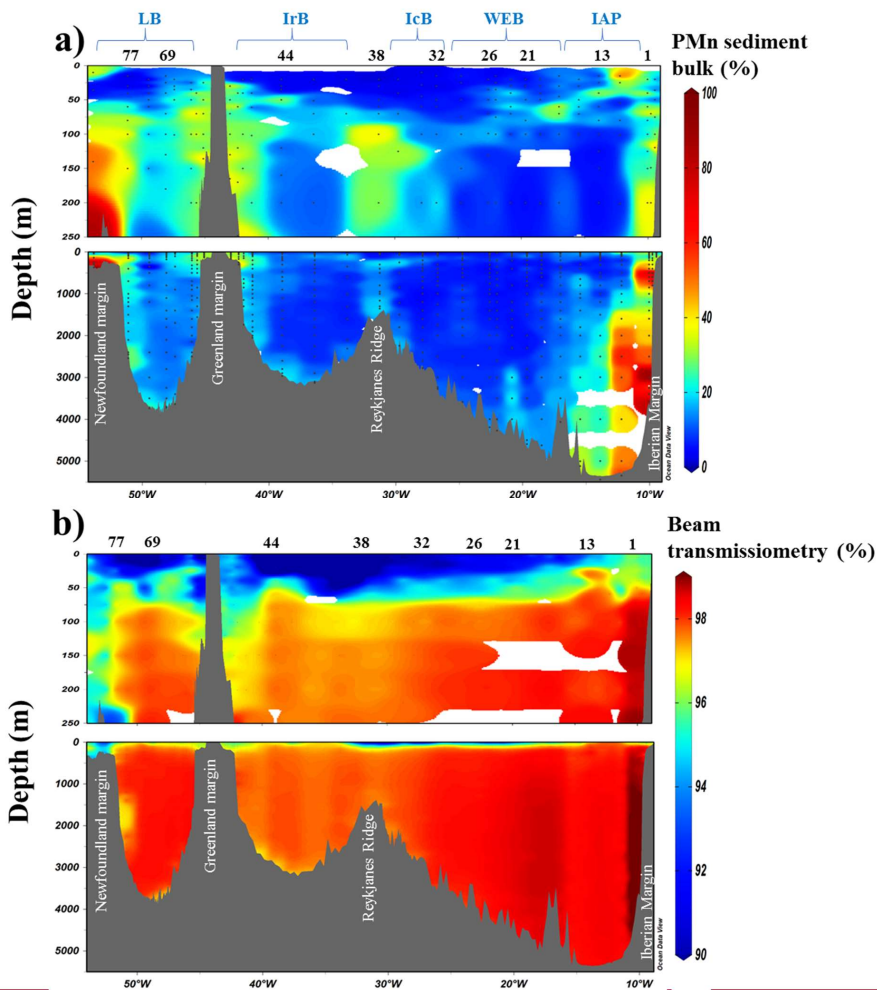 a)
LB IrB IcB WEB IAP
77 69 44 38 32 26 21 13 1
PMn sediment
bulk (%)
0
50
100
150
200
250
0
1000
2000
3000
4000
5000
Depth (m)
Newfoundland margin
Greenland margin
Reykjanes Ridge
Iberian Margin
Ocean Data View
50°W 40°W 30°W 20°W 10°W
100
80
60
40
20
0
b)
77 69 44 38 32 26 21 13 1
Beam
transmissiometry (%)
0
50
100
150
200
250
0
1000
2000
3000
4000
5000
Depth (m)
Newfoundland margin
Greenland margin
Reykjanes Ridge
Iberian Margin
Ocean Data View
50°W 40°W 30°W 20°W 10°W
98
96
94
92
90